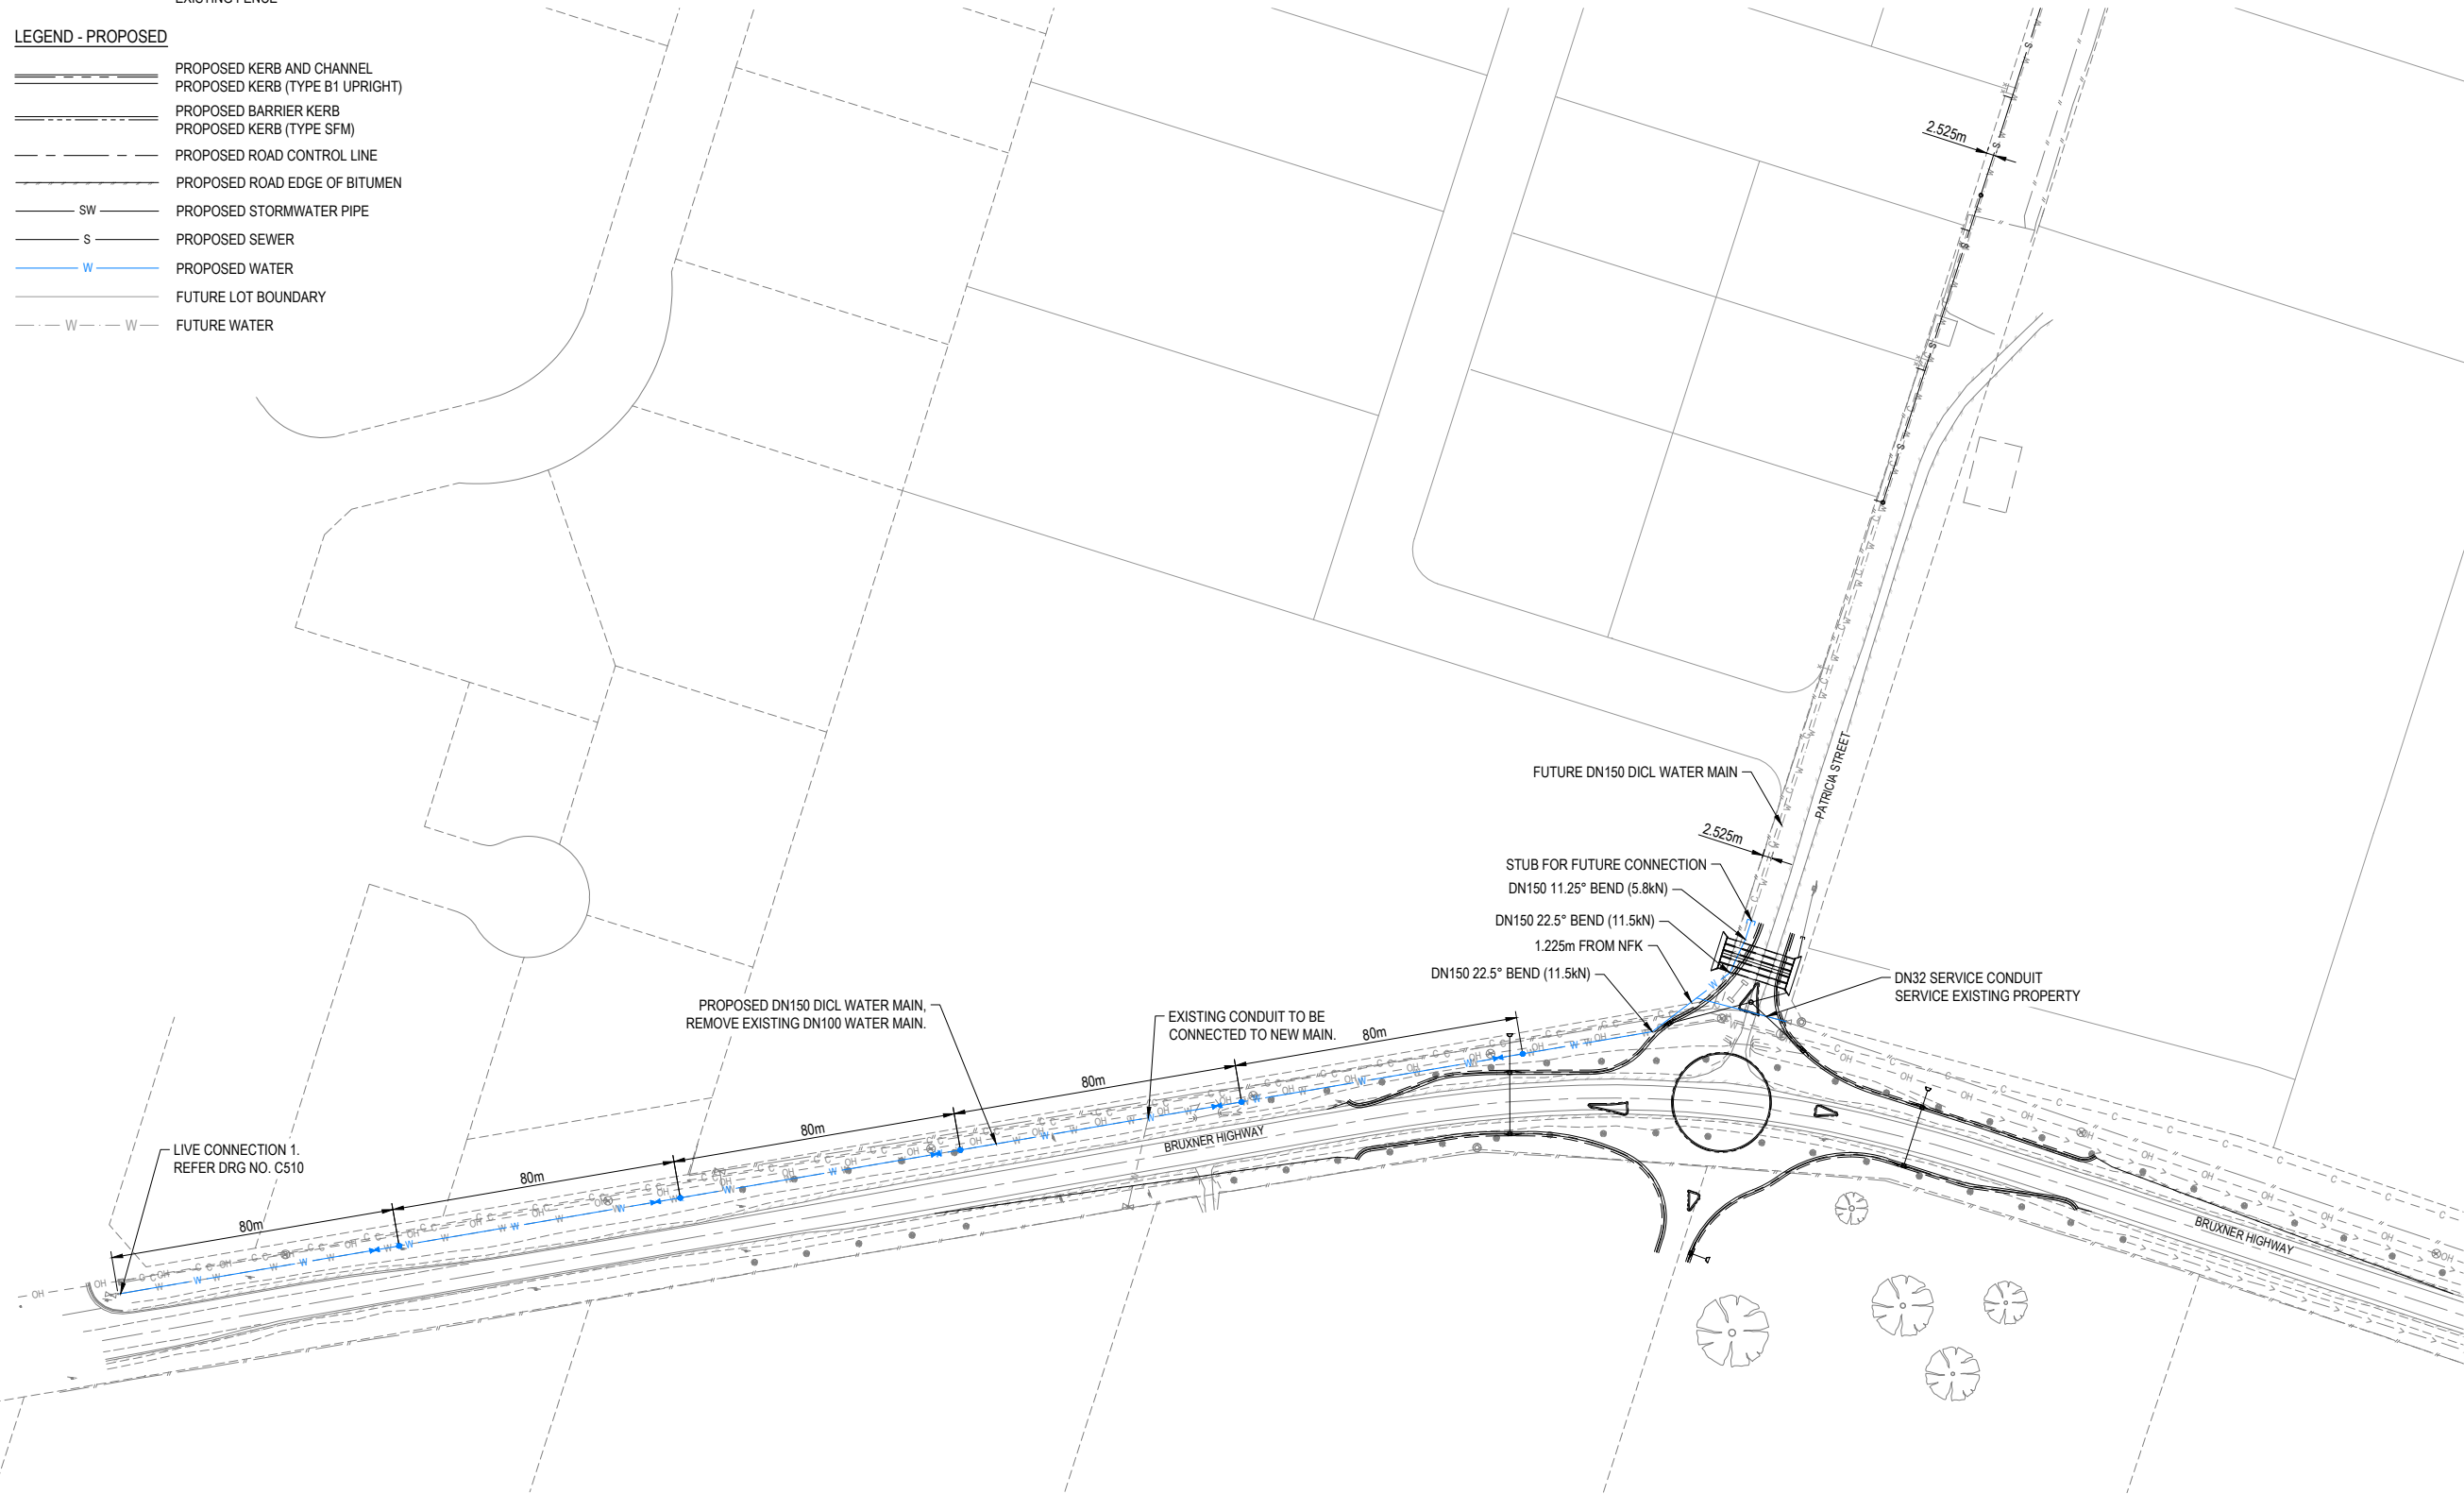 LEGEND - PROPOSED
PROPOSED KERB AND CHANNEL
PROPOSED KERB (TYPE B1 UPRIGHT)
PROPOSED BARRIER KERB
PROPOSED KERB (TYPE SFM)
PROPOSED ROAD CONTROL LINE
PROPOSED ROAD EDGE OF BITUMEN
SW
PROPOSED STORMWATER PIPE
S
PROPOSED SEWER
W
PROPOSED WATER
FUTURE LOT BOUNDARY
W W
FUTURE WATER
2.525m
PATRICIA STREET
FUTURE DN150 DICL WATER MAIN
2.525m
STUB FOR FUTURE CONNECTION
DN150 11.25° BEND (5.8kN)
DN150 22.5° BEND (11.5kN)
1.225m FROM NFK
DN150 22.5° BEND (11.5kN)
DN32 SERVICE CONDUIT
SERVICE EXISTING PROPERTY
PROPOSED DN150 DICL WATER MAIN,
REMOVE EXISTING DN100 WATER MAIN.
EXISTING CONDUIT TO BE
CONNECTED TO NEW MAIN.
80m
80m
80m
80m
80m
BRUXNER HIGHWAY
BRUXNER HIGHWAY
LIVE CONNECTION 1.
REFER DRG NO. C510